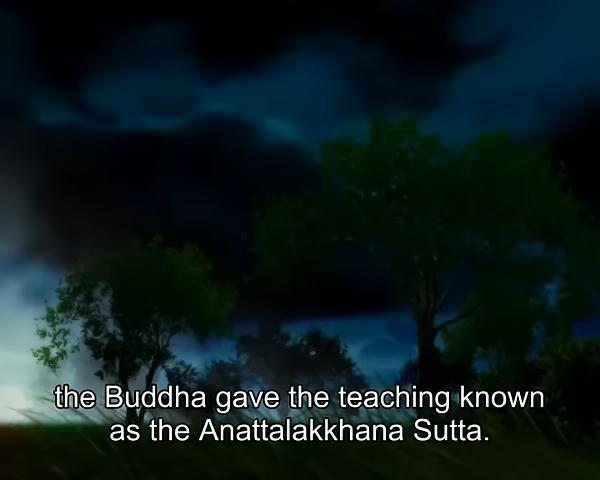 the Buddha gave the teaching known
as the Anattalakkhana Sutta.